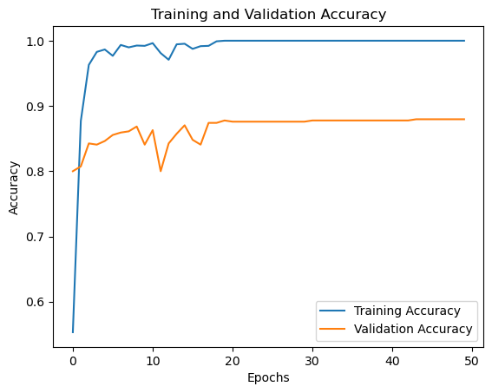 Training and Validation Accuracy
Accuracy
1.0
0.9
0.8
0.7
0.6
0
10
20
30
40
50
Epochs
Training Accuracy
Validation Accuracy